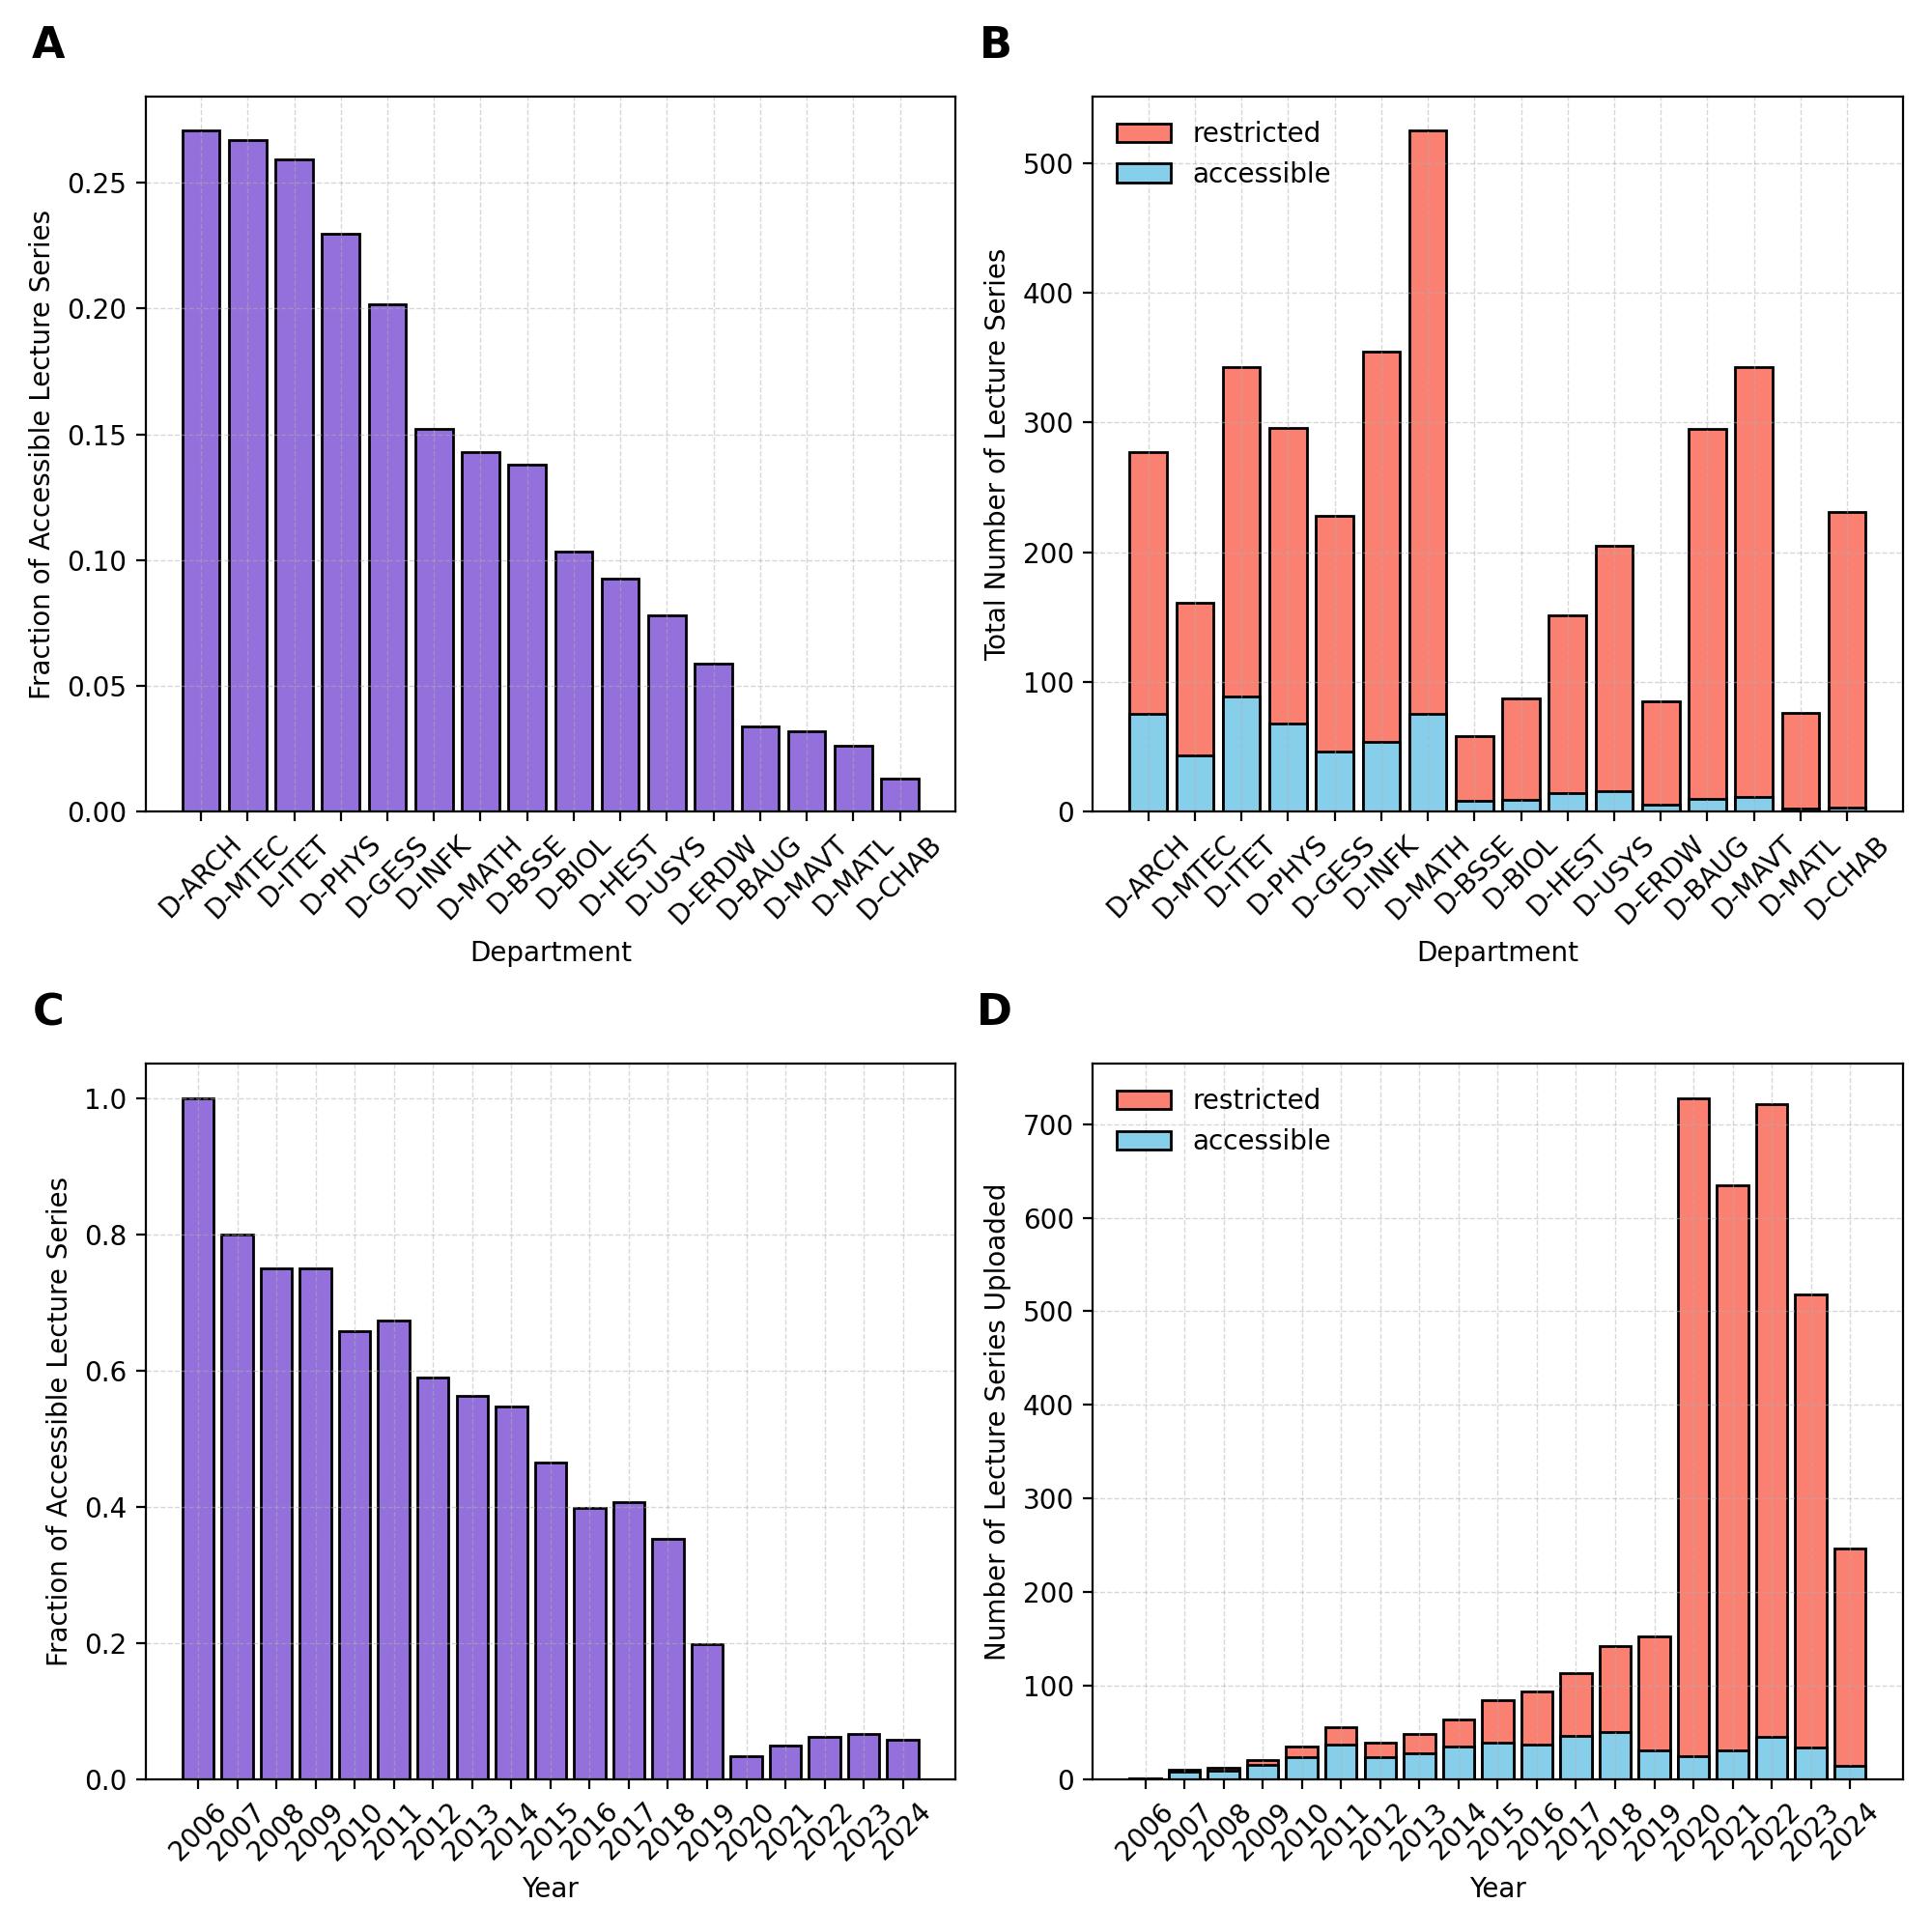 A
Fraction of Accessible Lecture Series
0.25
0.20
0.15
0.10
0.05
0.00
D-ARCH
D-MTEC
D-ITET
D-PHYS
D-GESS
D-INFK
D-MATH
D-BSSE
D-BIOL
D-HEST
D-USYS
D-ERDW
D-BAUG
D-MAVT
D-MATL
D-CHAB
Department
B
Total Number of Lecture Series
restricted
accessible
500
400
300
200
100
0
D-ARCH
D-MTEC
D-ITET
D-PHYS
D-GESS
D-INFK
D-MATH
D-BSSE
D-BIOL
D-HEST
D-USYS
D-ERDW
D-BAUG
D-MAVT
D-MATL
D-CHAB
Department
C
Fraction of Accessible Lecture Series
1.0
0.8
0.6
0.4
0.2
0.0
2006
2007
2008
2009
2010
2011
2012
2013
2014
2015
2016
2017
2018
2019
2020
2021
2022
2023
2024
Year
D
Number of Lecture Series Uploaded
restricted
accessible
700
600
500
400
300
200
100
0
2006
2007
2008
2009
2010
2011
2012
2013
2014
2015
2016
2017
2018
2019
2020
2021
2022
2023
2024
Year